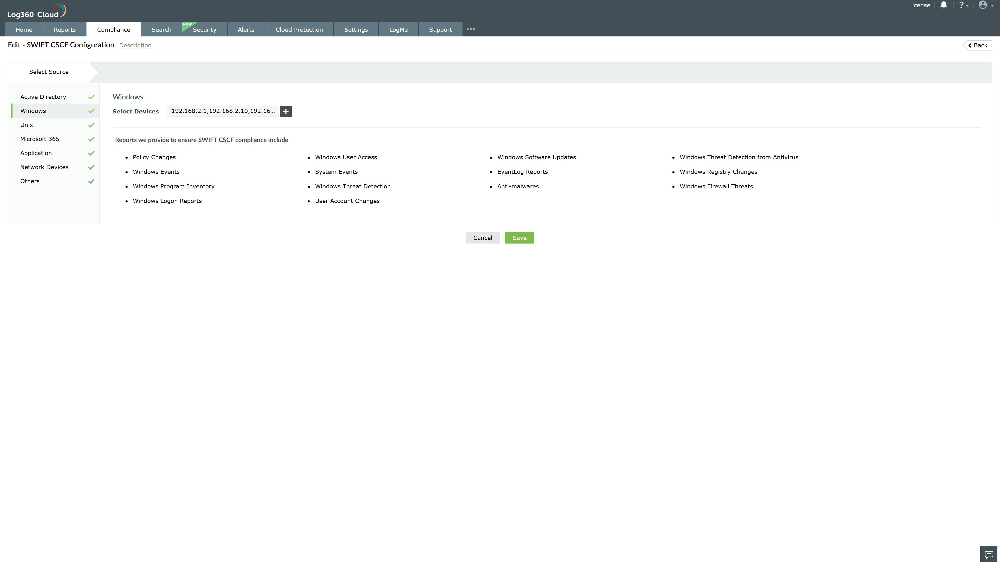 License
Log360 Cloud
Home Reports Compliance Search NEW Security Alerts Cloud Protection Settings LogMe Support
Edit - SWIFT CSCF Configuration Description Back
Select Source
Active Directory
Windows
Unix
Microsoft 365
Application
Network Devices
Others
Windows
Select Devices 192.168.2.1,192.168.2.10,192.16...
Reports we provide to ensure SWIFT CSCF compliance include
Policy Changes Windows User Access Windows Software Updates Windows Threat Detection from Antivirus
Windows Events System Events EventLog Reports Windows Registry Changes
Windows Program Inventory Windows Threat Detection Anti-malwares Windows Firewall Threats
Windows Logon Reports User Account Changes
Cancel Save